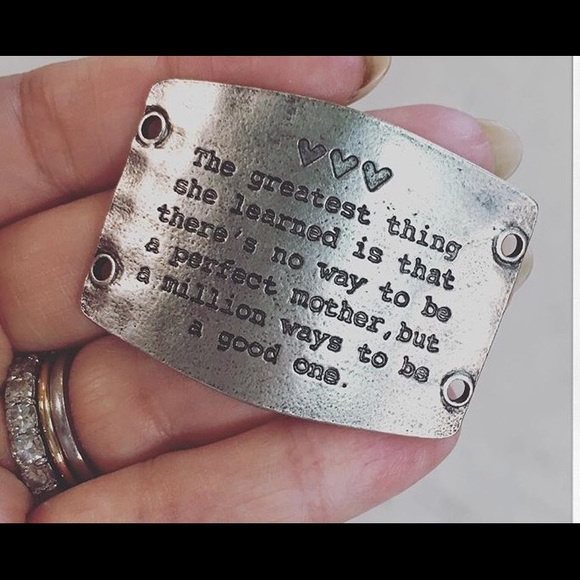 The greatest thing
she learned is that
there's no way to be
a perfect mother, but
a million ways to be
a good one.